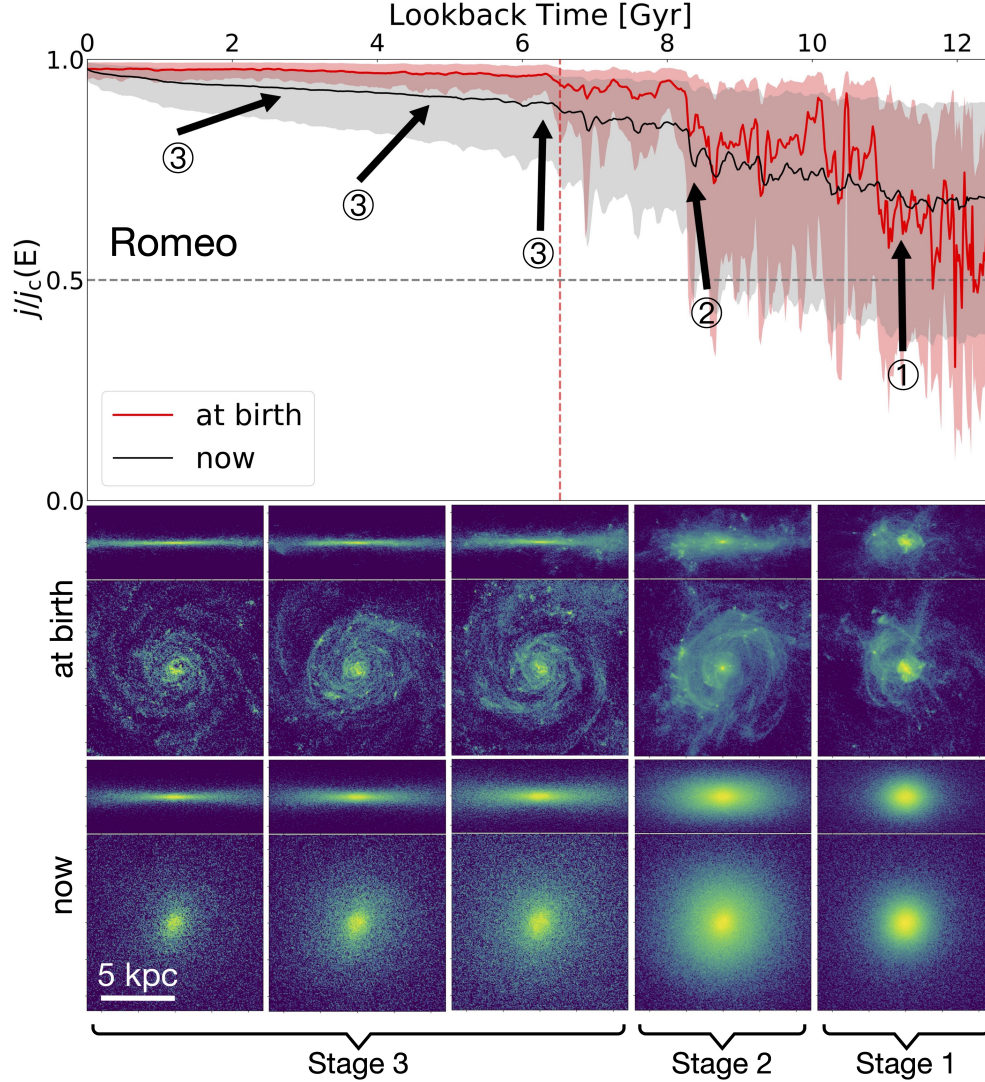 Lookback Time [Gyr]
0 2 4 6 8 10 12
1.0
③ ③ ③
Romeo
j/j_c(E)
0.5
②
①
at birth
now
0.0
at birth
now
5 kpc
Stage 3 Stage 2 Stage 1